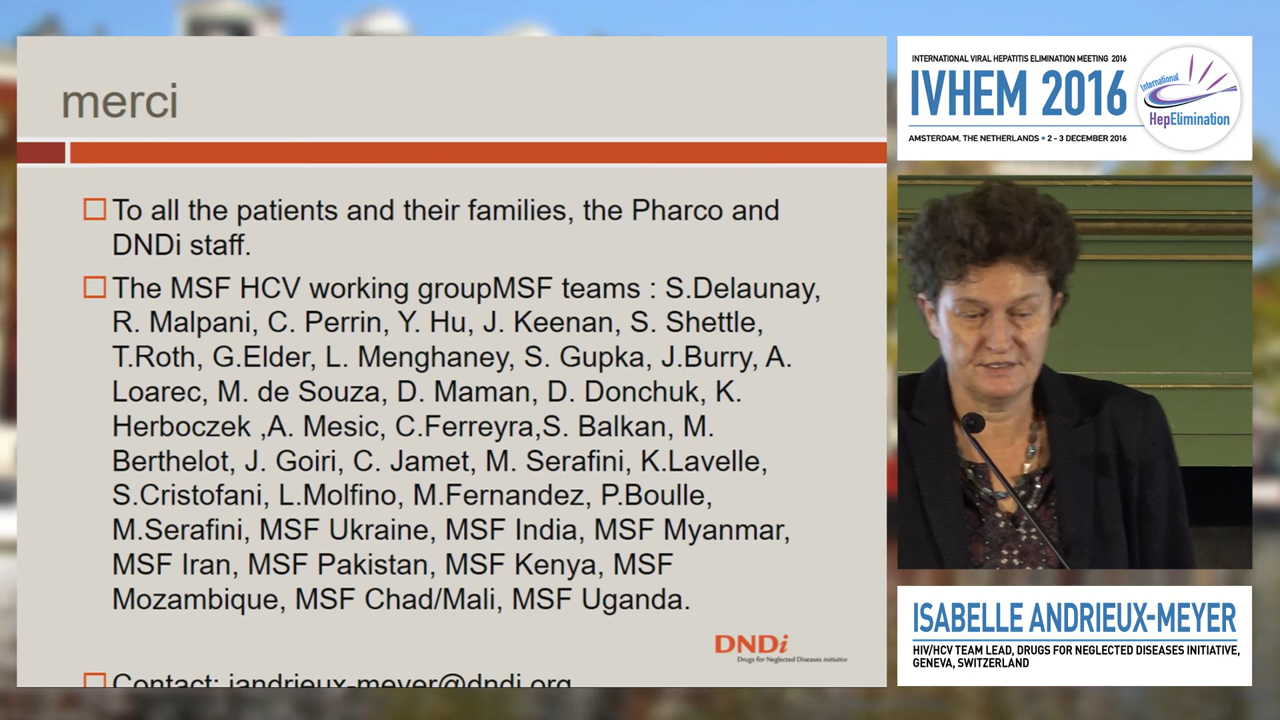 merci
To all the patients and their families, the Pharco and
DNDi staff.
The MSF HCV working groupMSF teams : S.Delaunay,
R. Malpani, C. Perrin, Y. Hu, J. Keenan, S. Shettle,
T.Roth, G.Elder, L. Menghaney, S. Gupka, J.Burry, A.
Loarec, M. de Souza, D. Maman, D. Donchuk, K.
Herboczek ,A. Mesic, C.Ferreyra,S. Balkan, M.
Berthelot, J. Goiri, C. Jamet, M. Serafini, K.Lavelle,
S.Cristofani, L.Molfino, M.Fernandez, P.Boulle,
M.Serafini, MSF Ukraine, MSF India, MSF Myanmar,
MSF Iran, MSF Pakistan, MSF Kenya, MSF
Mozambique, MSF Chad/Mali, MSF Uganda.
DNDi
Drugs for Neglected Diseases initiative
Contact: iandrieux-meyer@dndi.org
INTERNATIONAL VIRAL HEPATITIS ELIMINATION MEETING 2016
IVHEM 2016
AMSTERDAM, THE NETHERLANDS • 2 - 3 DECEMBER 2016
International
HepElimination
ISABELLE ANDRIEUX-MEYER
HIV/HCV TEAM LEAD, DRUGS FOR NEGLECTED DISEASES INITIATIVE,
GENEVA, SWITZERLAND